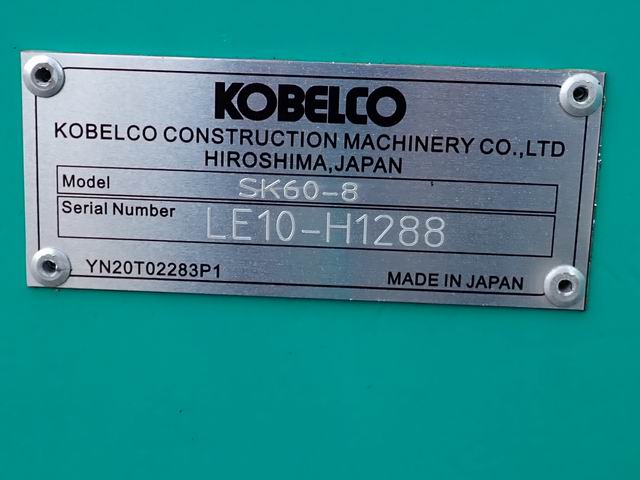 KOBELCO
KOBELCO CONSTRUCTION MACHINERY CO.,LTD
HIROSHIMA,JAPAN
Model SK60-8
Serial Number LE10-H1288
YN20T02283P1 MADE IN JAPAN